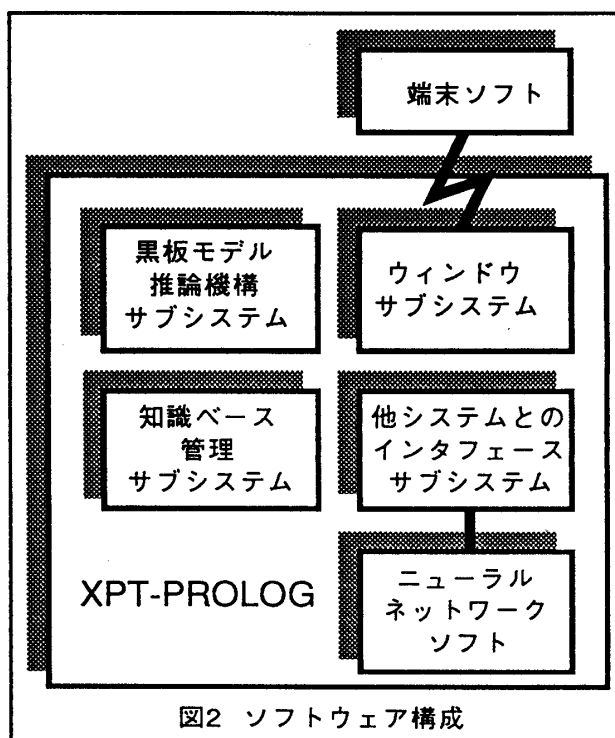 端末ソフト
黒板モデル
推論機構
サブシステム
ウィンドウ
サブシステム
知識ベース
管理
サブシステム
他システムとの
インタフェース
サブシステム
XPT-PROLOG
ニューラル
ネットワーク
ソフト
図2 ソフトウェア構成